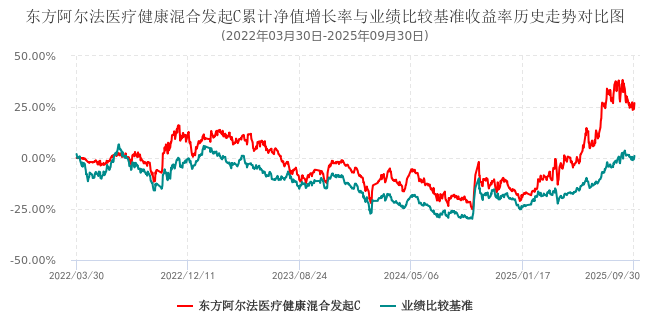 东方阿尔法医疗健康混合发起C累计净值增长率与业绩比较基准收益率历史走势对比图
(2022年03月30日-2025年09月30日)
50.00%
25.00%
0.00%
-25.00%
-50.00%
2022/03/30 2022/12/11 2023/08/24 2024/05/06 2025/01/17 2025/09/30
东方阿尔法医疗健康混合发起C 业绩比较基准